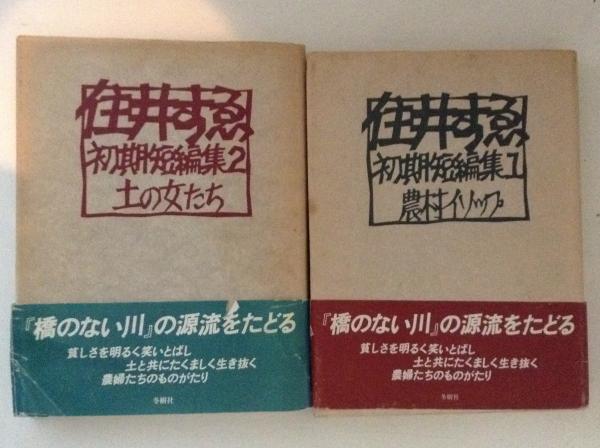 住井すゑ
初期短編集2
土の女たち
『橋のない川』の源流をたどる
貧しさを明るく笑いとばし
土と共にたくましく生き抜く
農婦たちのものがたり
冬樹社
住井すゑ
初期短編集1
農村イソップ
『橋のない川』の源流をたどる
貧しさを明るく笑いとばし
土と共にたくましく生き抜く
農婦たちのものがたり
冬樹社